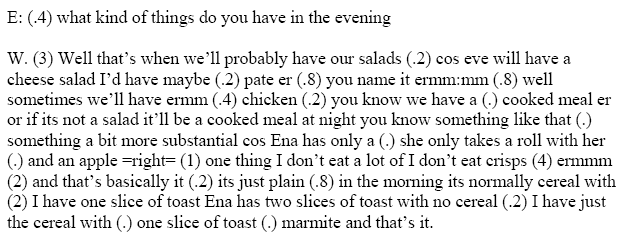 E: (.4) what kind of things do you have in the evening
W. (3) Well that’s when we’ll probably have our salads (.2) cos eve will have a
cheese salad I’d have maybe (.2) pate er (.8) you name it ermm:mm (.8) well
sometimes we’ll have ermm (.4) chicken (.2) you know we have a (.) cooked meal er
or if its not a salad it’ll be a cooked meal at night you know something like that (.)
something a bit more substantial cos Ena has only a (.) she only takes a roll with her
(.) and an apple =right= (1) one thing I don’t eat a lot of I don’t eat crisps (4) ermmm
(2) and that’s basically it (.2) its just plain (.8) in the morning its normally cereal with
(2) I have one slice of toast Ena has two slices of toast with no cereal (.2) I have just
the cereal with (.) one slice of toast (.) marmite and that’s it.